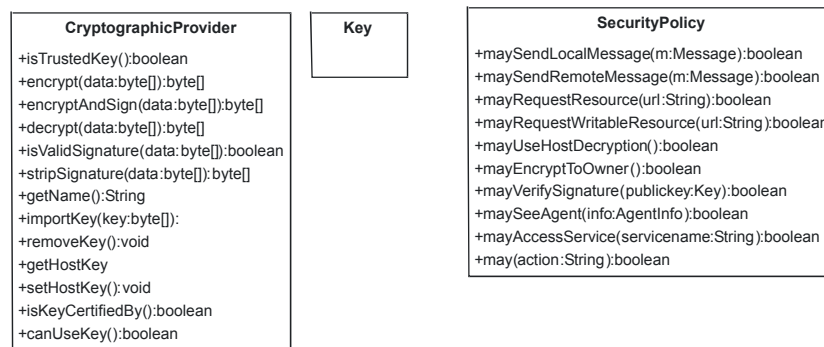 CryptographicProvider
+isTrustedKey():boolean
+encrypt(data:byte[]):byte[]
+encryptAndSign(data:byte[]):byte[]
+decrypt(data:byte[]):byte[]
+isValidSignature(data:byte[]):boolean
+stripSignature(data:byte[]):byte[]
+getName():String
+importKey(key:byte[]):
+removeKey():void
+getHostKey
+setHostKey():void
+isKeyCertifiedBy():boolean
+canUseKey():boolean
Key
SecurityPolicy
+maySendLocalMessage(m:Message):boolean
+maySendRemoteMessage(m:Message):boolean
+mayRequestResource(url:String):boolean
+mayRequestWritableResource(url:String):boolean
+mayUseHostDecryption():boolean
+mayEncryptToOwner():boolean
+mayVerifySignature(publickey:Key):boolean
+maySeeAgent(info:AgentInfo):boolean
+mayAccessService(servicename:String):boolean
+may(action:String):boolean